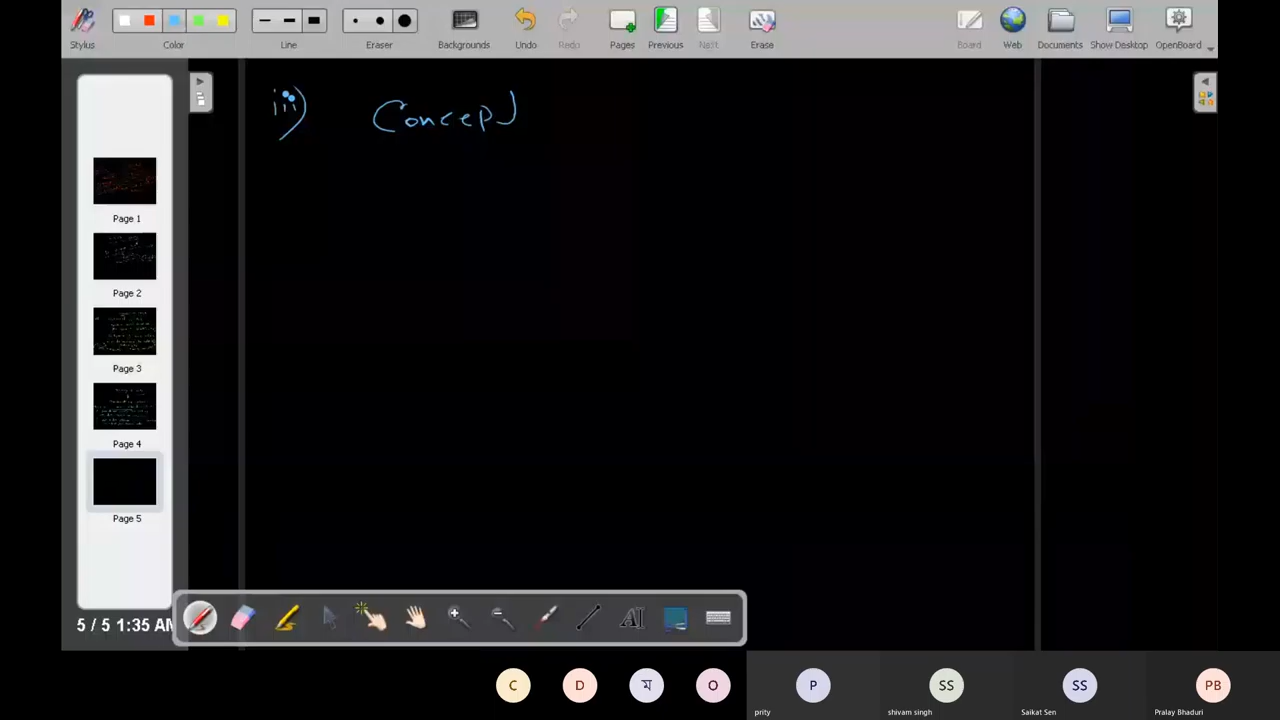 Stylus Color Line Eraser Backgrounds Undo Redo Pages Previous Next Erase Board Web Documents Show Desktop OpenBoard
iii) Concept
Page 1
Page 2
Page 3
Page 4
Page 5
5 / 5 1:35 AM
C D ম O P SS SS PB
prity shivam singh Saikat Sen Pralay Bhaduri